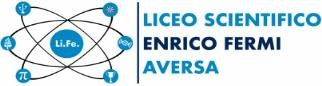 Li.Fe.
π
LICEO SCIENTIFICO
ENRICO FERMI
AVERSA